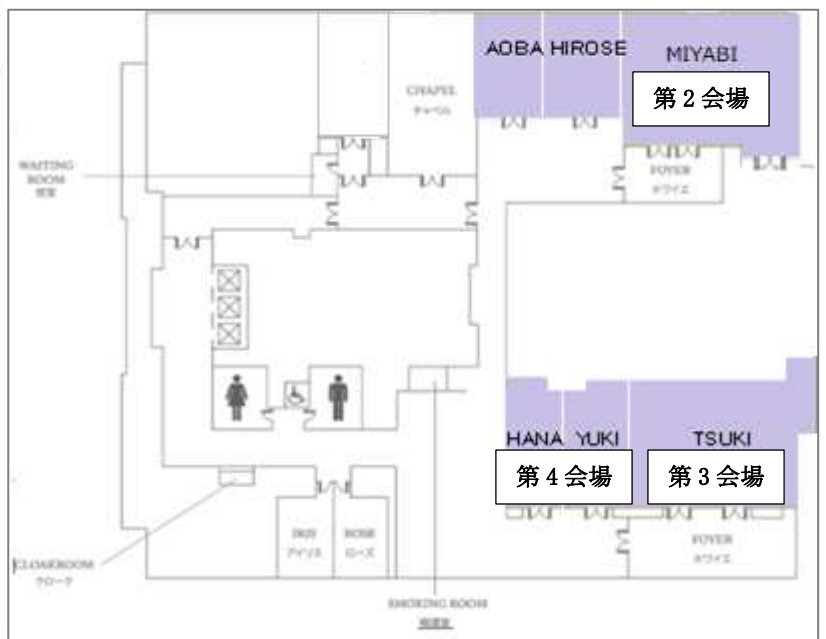 AOBA HIROSE
MIYABI
第２会場
CHAPEL
チャペル
WAITING
ROOM
FOYER
ホワイエ
HANA YUKI
TSUKI
第４会場
第３会場
IRIS
アイリス
ROSE
ローズ
FOYER
ホワイエ
CLOAKROOM
クローク
SMOKING ROOM